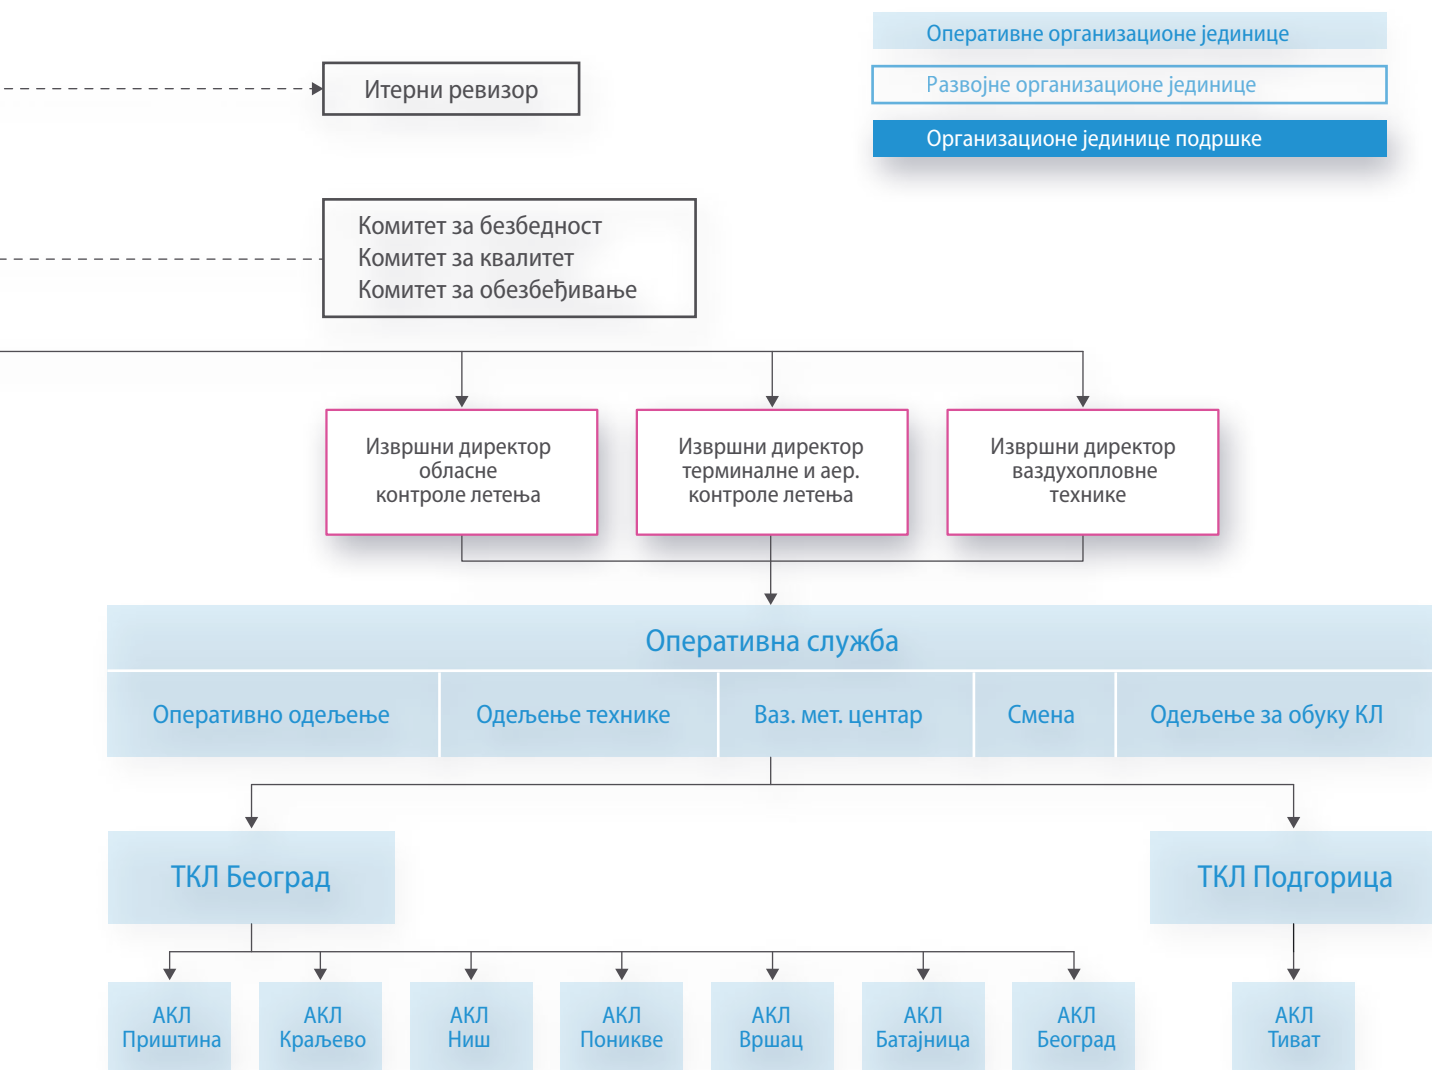 Оперативне организационе јединице
Развојне организационе јединице
Организационе јединице подршке
Итерни ревизор
Комитет за безбедност
Комитет за квалитет
Комитет за обезбеђивање
Извршни директор
обласне
контроле летења
Извршни директор
терминалне и аер.
контроле летења
Извршни директор
ваздухопловне
технике
Оперативна служба
Оперативно одељење
Одељење технике
Ваз. мет. центар
Смена
Одељење за обуку КЛ
ТКЛ Београд
ТКЛ Подгорица
АКЛ
Приштина
АКЛ
Краљево
АКЛ
Ниш
АКЛ
Поникве
АКЛ
Вршац
АКЛ
Батајница
АКЛ
Београд
АКЛ
Тиват